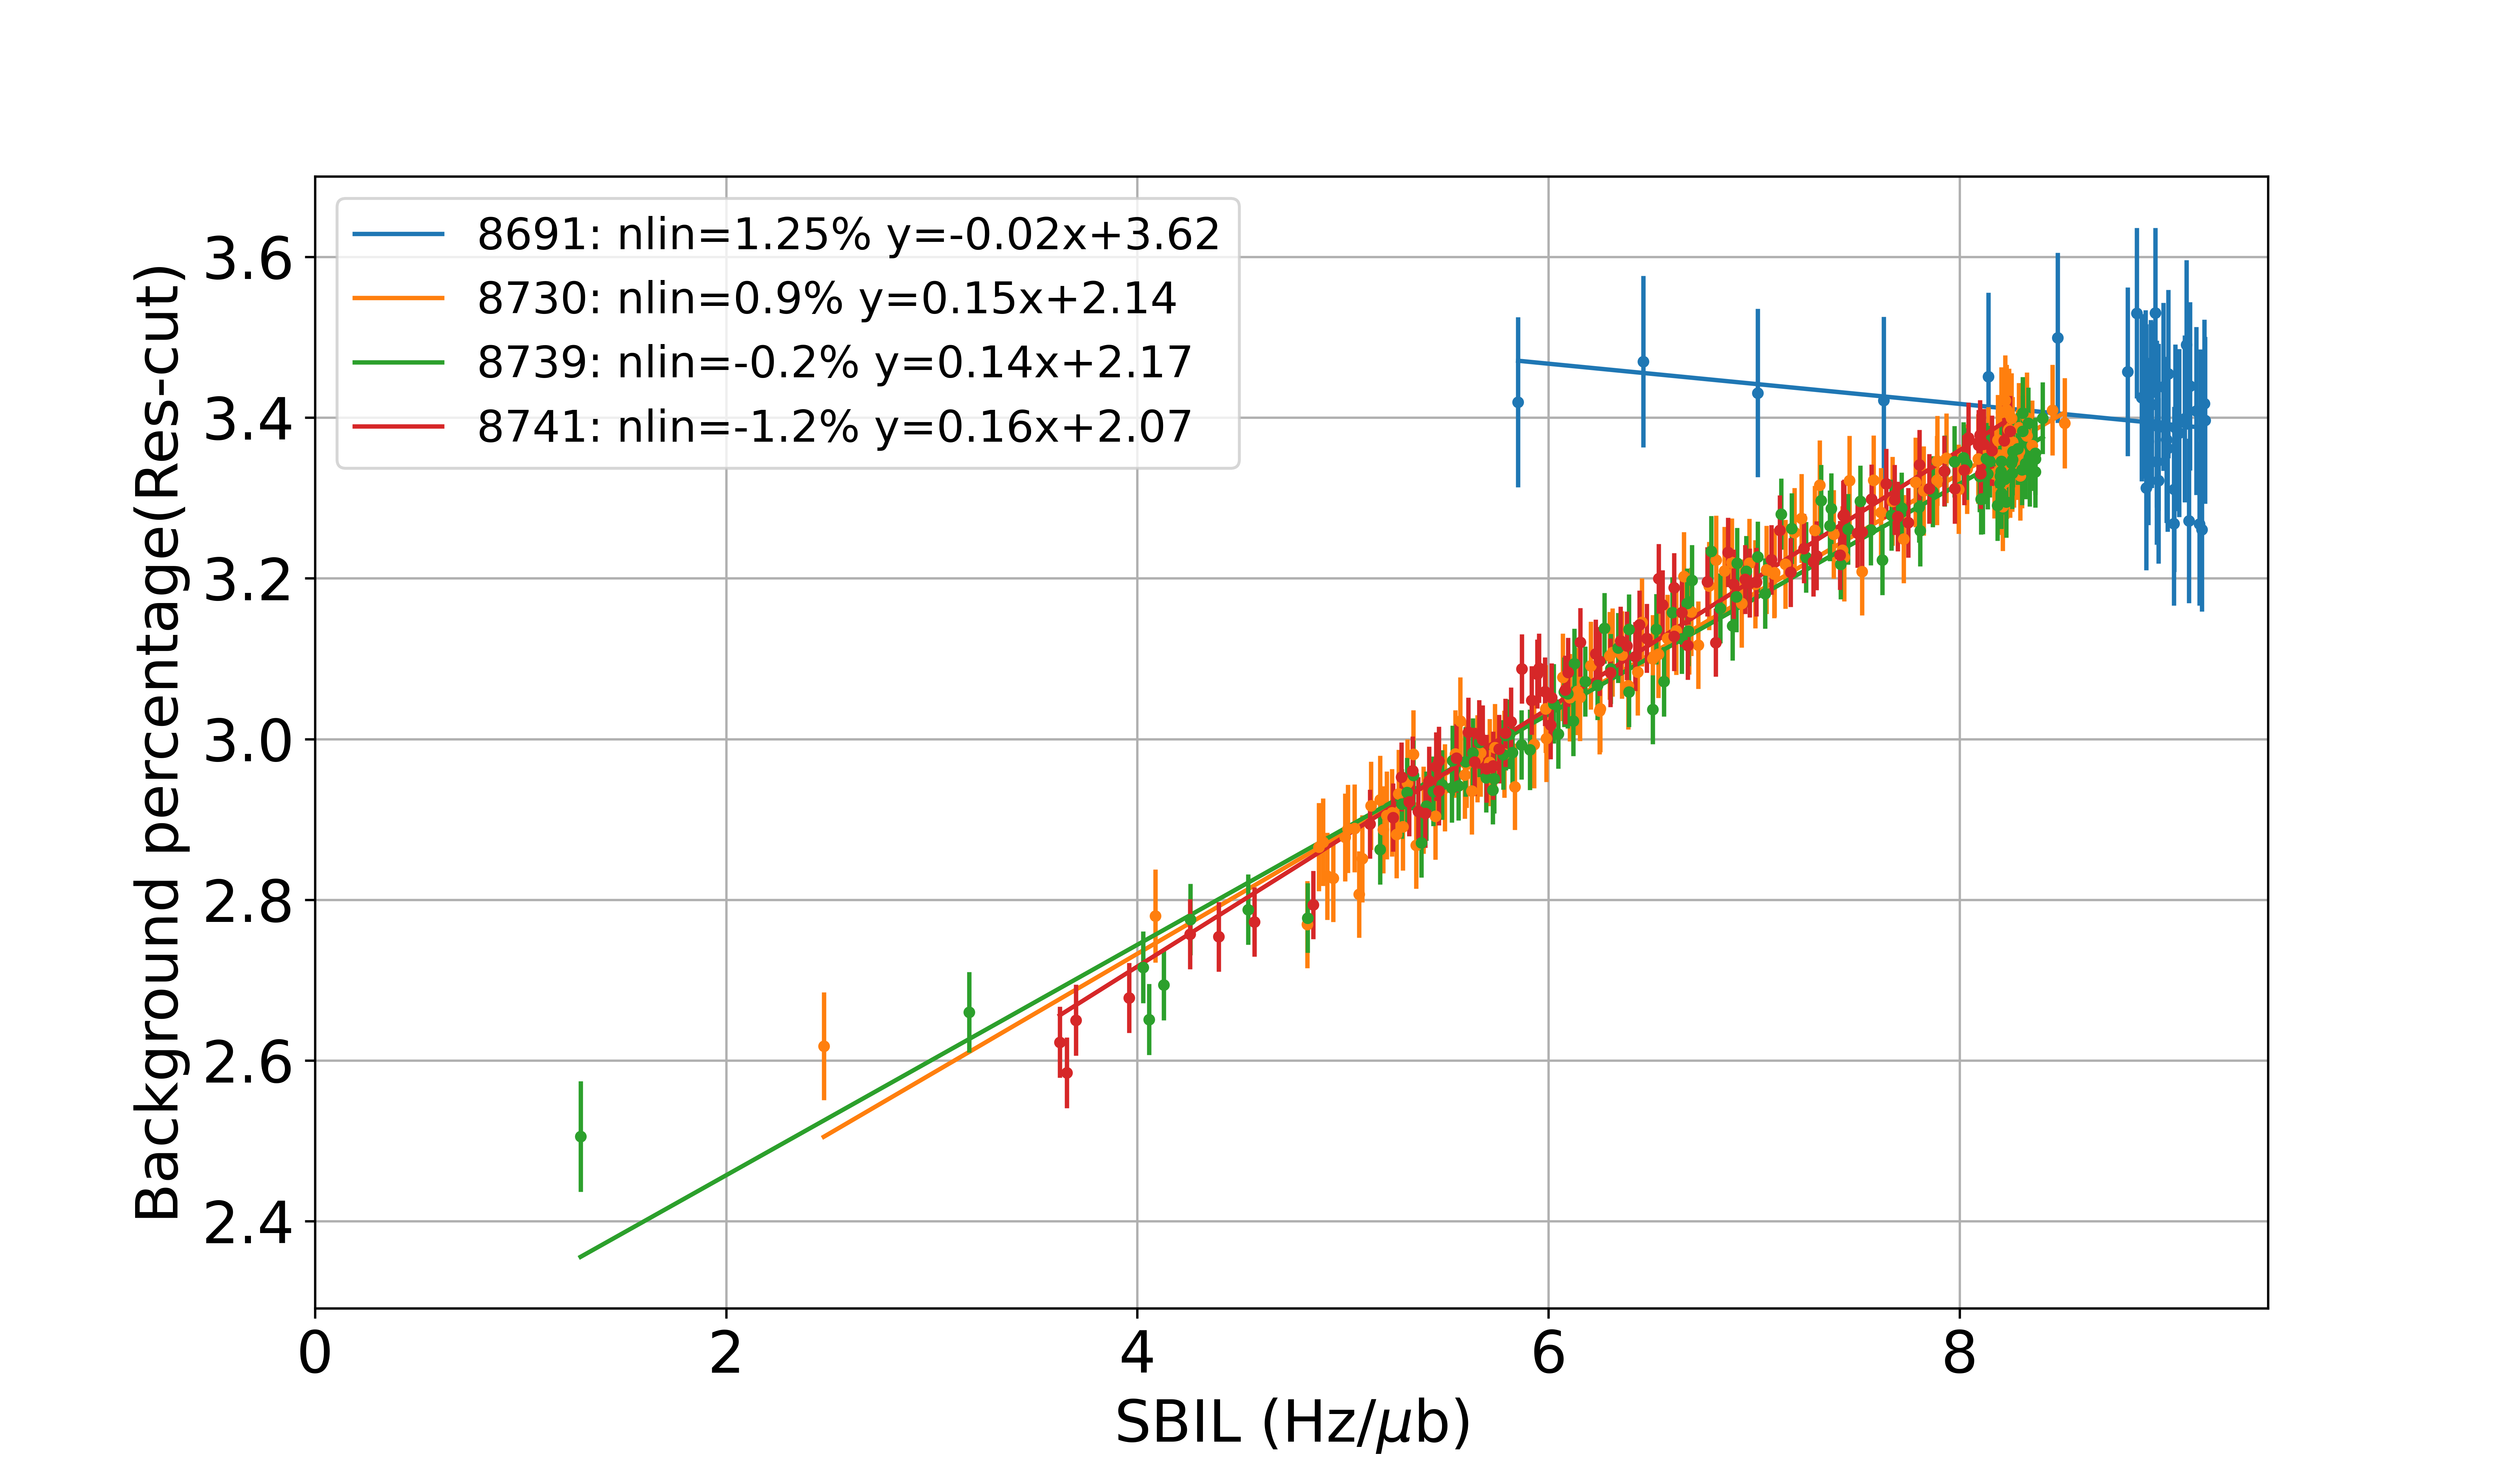 8691: nlin=1.25% y=-0.02x+3.62
8730: nlin=0.9% y=0.15x+2.14
8739: nlin=-0.2% y=0.14x+2.17
8741: nlin=-1.2% y=0.16x+2.07
Background percentage(Res-cut)
3.6
3.4
3.2
3.0
2.8
2.6
2.4
0 2 4 6 8
SBIL (Hz/μb)